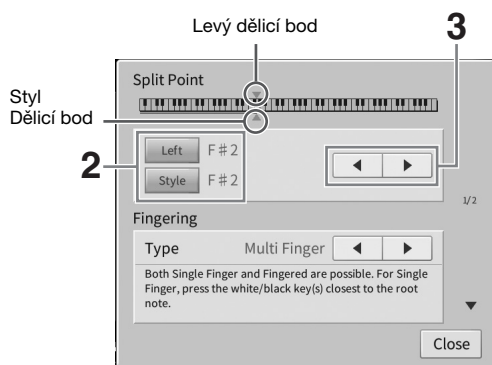 Levý dělicí bod
3
Split Point
Styl
Dělicí bod
2
Left F♯2
Style F♯2
1/2
Fingering
Type Multi Finger
Both Single Finger and Fingered are possible. For Single
Finger, press the white/black key(s) closest to the root
note.
Close